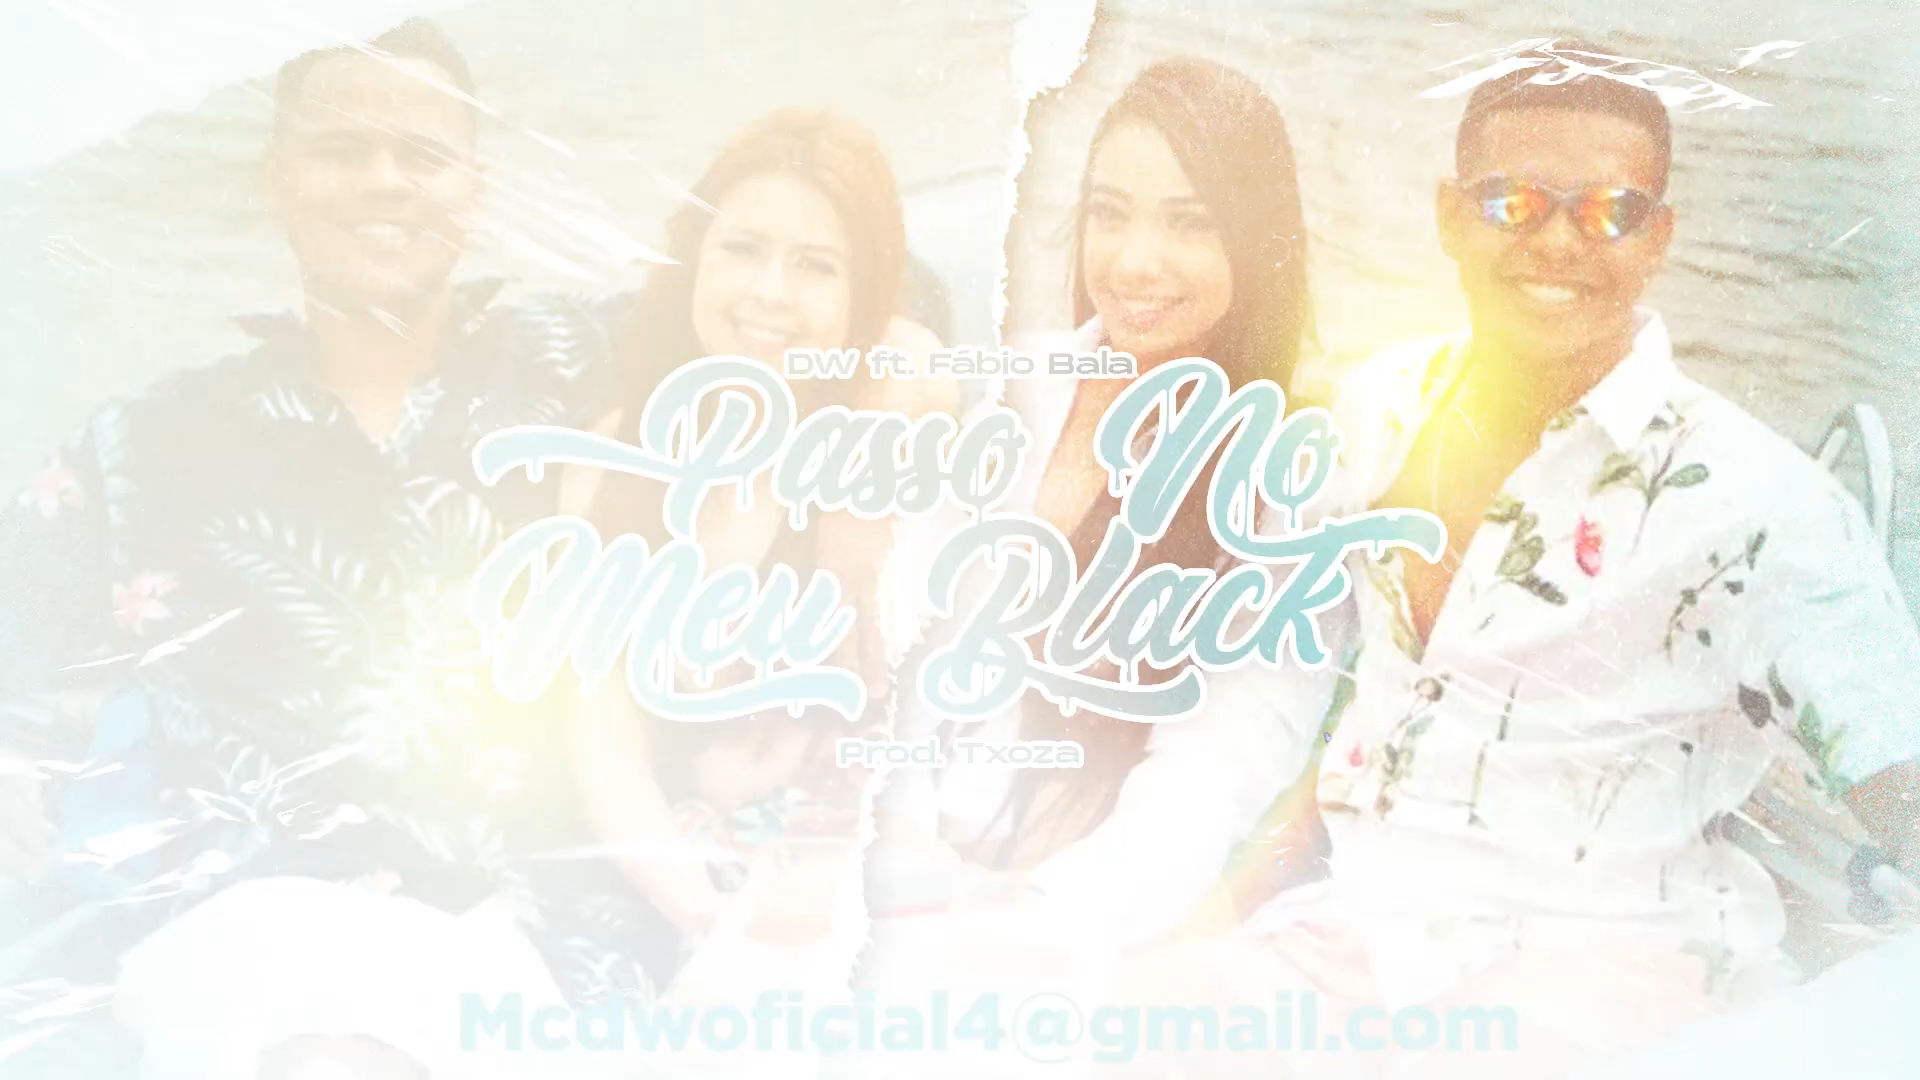 DW ft. Fábio Bala
Passo No
Meu Black
Prod. Txoza
Mcdwoficial4@gmail.com